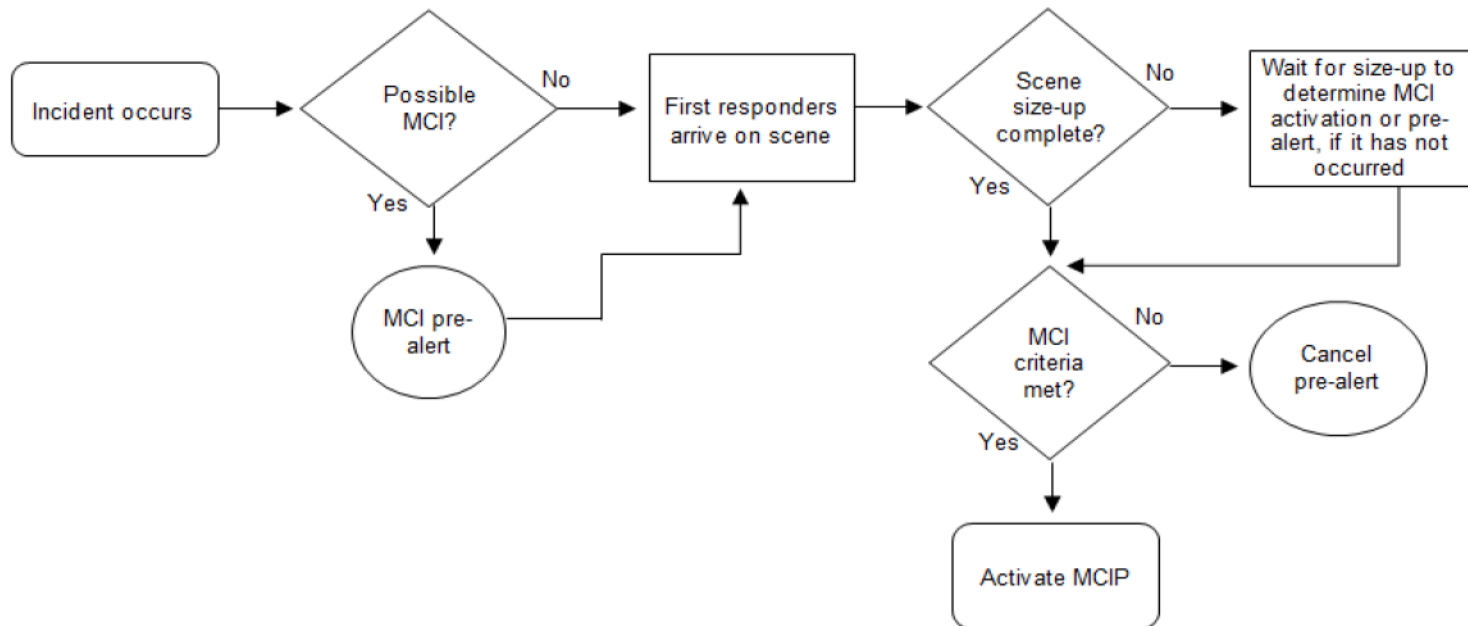 Incident occurs
Possible
MCI?
No
Yes
MCI pre-
alert
First responders
arrive on scene
Scene
size-up
complete?
No
Yes
Wait for size-up to
determine MCI
activation or pre-
alert, if it has not
occurred
MCI
criteria
met?
No
Yes
Cancel
pre-alert
Activate MCIP